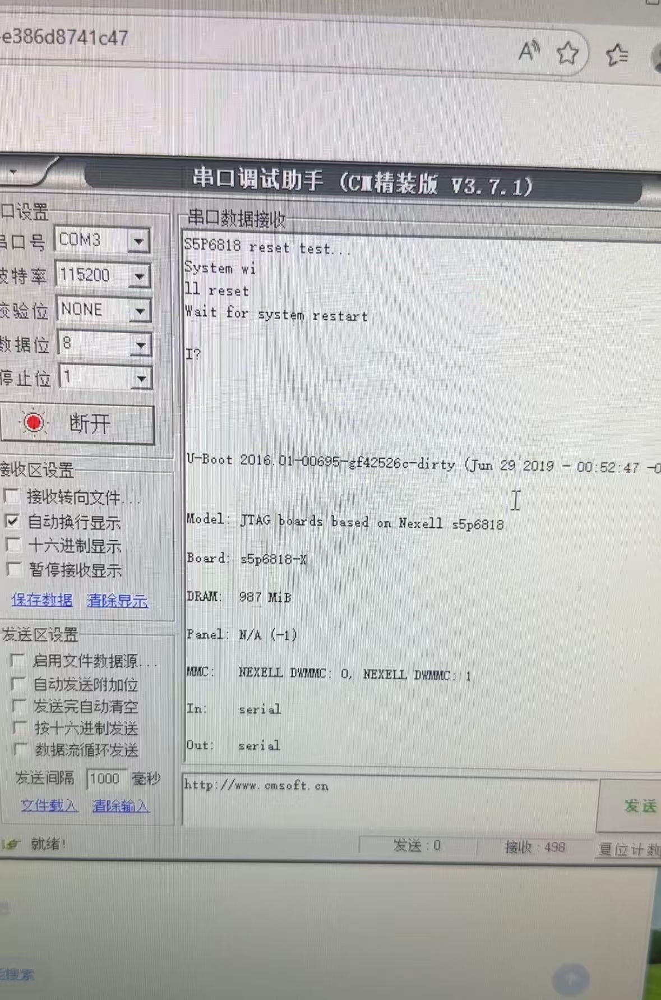 e386d8741c47
串口调试助手 (CM精装版 V3.7.1)
口设置
串口号 COM3
波特率 115200
校验位 NONE
数据位 8
停止位 1
断开
接收区设置
接收转向文件...
自动换行显示
十六进制显示
暂停接收显示
保存数据 清除显示
发送区设置
启用文件数据源...
自动发送附加位
发送完自动清空
按十六进制发送
数据流循环发送
发送间隔 1000 毫秒
文件载入 清除输入
串口数据接收
S5P6818 reset test...
System wi
ll reset
Wait for system restart
I?
U-Boot 2016.01-00695-gf42526c-dirty (Jun 29 2019 - 00:52:47 -0
Model: JTAG boards based on Nexell s5p6818
Board: s5p6818-X
DRAM: 987 MiB
Panel: N/A (-1)
MMC: NEXELL DWMMC: 0, NEXELL DWMMC: 1
In: serial
Out: serial
http://www.cmsoft.cn
发送
就绪! 发送 : 0 接收 : 498 复位计数
搜索